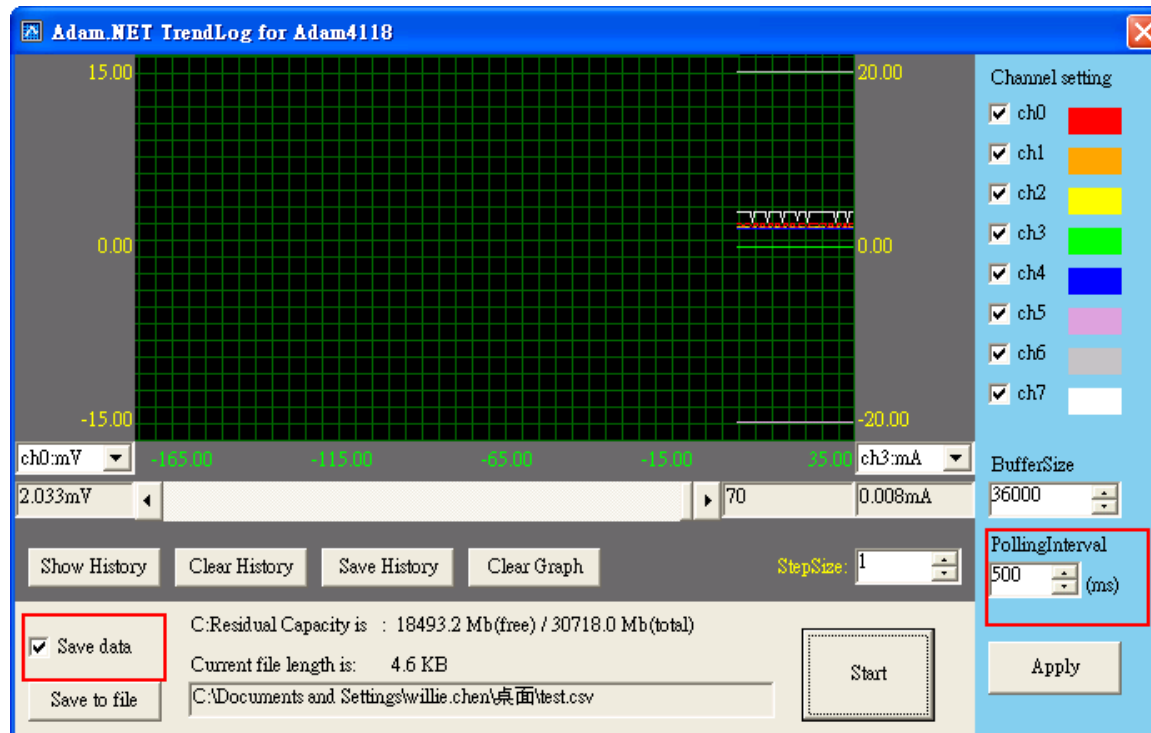 Adam.NET TrendLog for Adam4118
15.00
20.00
0.00
0.00
-15.00
-20.00
ch0:mV
-165.00 -115.00 -65.00 -15.00 35.00
ch3:mA
2.033mV
70
0.008mA
Show History
Clear History
Save History
Clear Graph
StepSize: 1
Save data
C:Residual Capacity is : 18493.2 Mb(free) / 30718.0 Mb(total)
Current file length is: 4.6 KB
Save to file
C:\Documents and Settings\willie.chen\桌面\test.csv
Start
Channel setting
ch0
ch1
ch2
ch3
ch4
ch5
ch6
ch7
BufferSize
36000
PollingInterval
500 (ms)
Apply